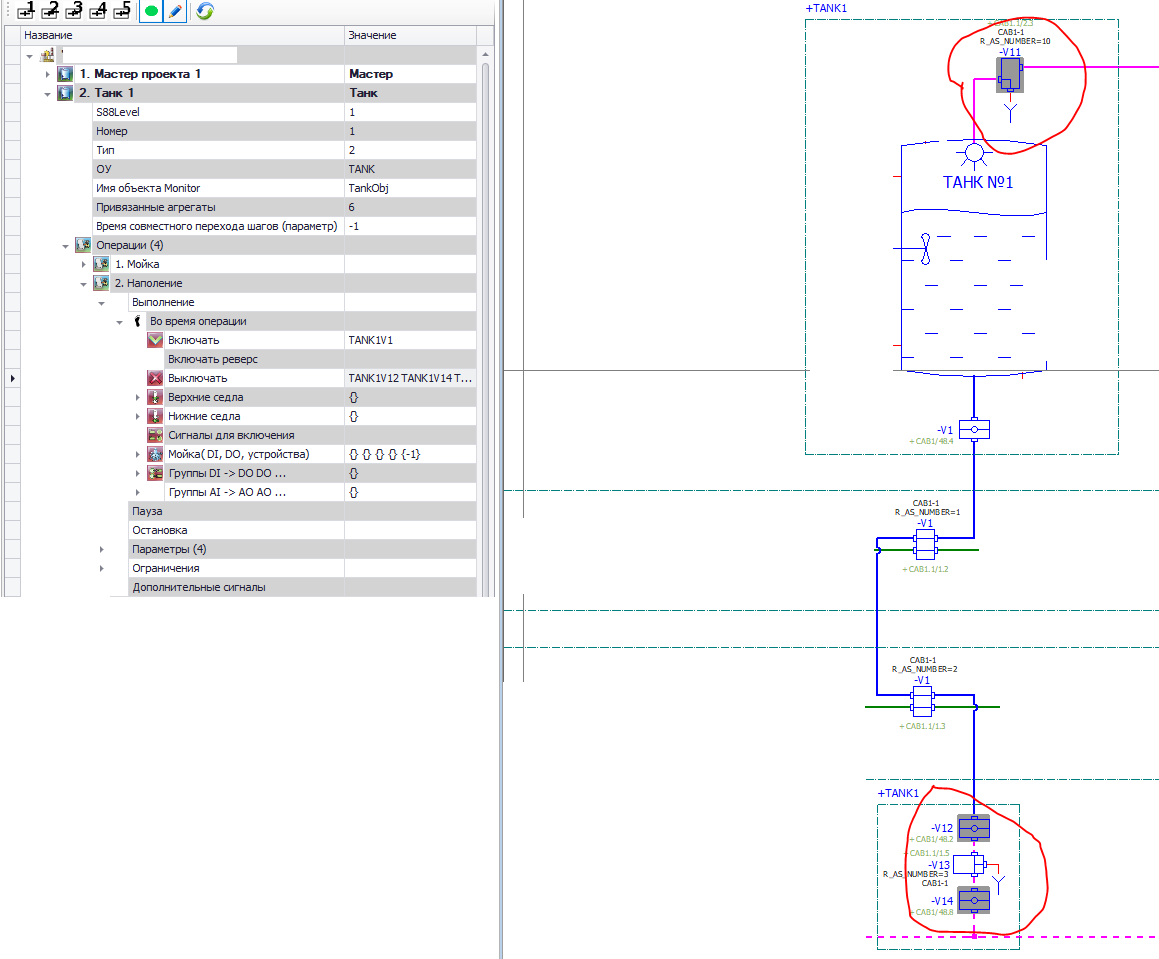 1 2 3 4 5
Название Значение
1. Мастер проекта 1 Мастер
2. Танк 1 Танк
S88Level 1
Номер 1
Тип 2
ОУ TANK
Имя объекта Monitor TankObj
Привязанные агрегаты 6
Время совместного перехода шагов (параметр) -1
Операции (4)
1. Мойка
2. Наполение
Выполнение
Во время операции
Включать TANK1V1
Включать реверс
Выключать TANK1V12 TANK1V14 T...
Верхние седла {}
Нижние седла {}
Сигналы для включения
Мойка( DI, DO, устройства) {} {} {} {} {-1}
Группы DI -> DO DO ... {}
Группы AI -> AO AO ... {}
Пауза
Остановка
Параметры (4)
Ограничения
Дополнительные сигналы
+TANK1
+CAB1.1/2.3
CAB1-1
R_AS_NUMBER=10
-V11
ТАНК №1
-V1
+CAB1/48.4
CAB1-1
R_AS_NUMBER=1
-V1
+CAB1.1/1.2
CAB1-1
R_AS_NUMBER=2
-V1
+CAB1.1/1.3
+TANK1
-V12
+CAB1/48.2
+CAB1.1/1.5
-V13
R_AS_NUMBER=3
CAB1-1
-V14
+CAB1/48.8